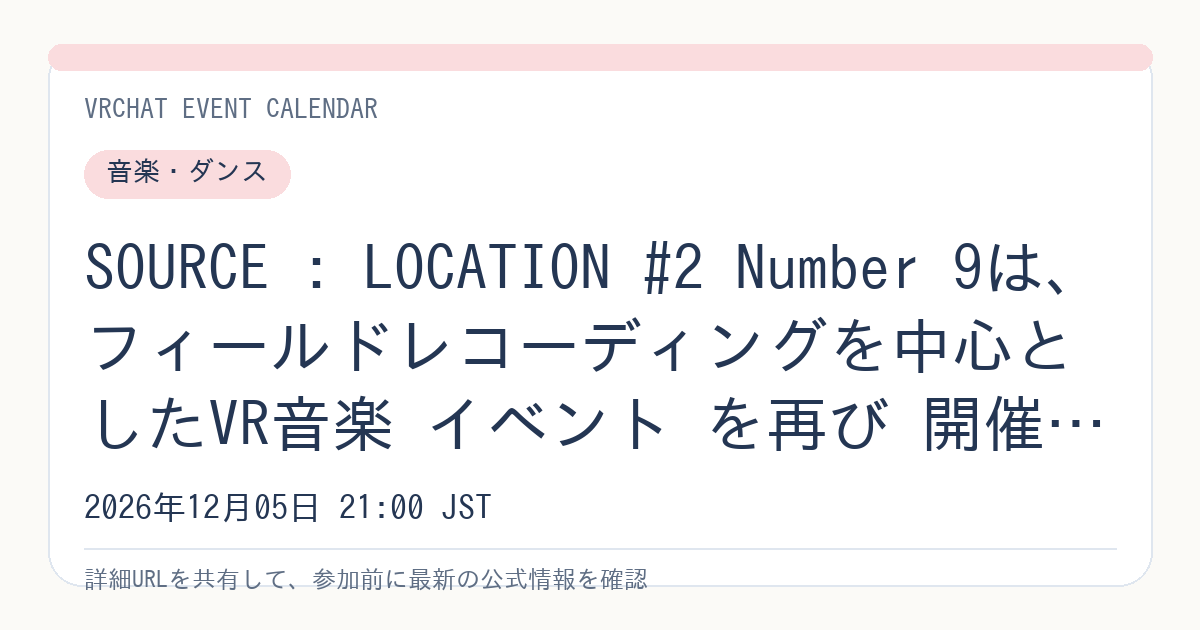 VRCHAT EVENT CALENDAR
音楽・ダンス
SOURCE : LOCATION #2 Number 9は、
フィールドレコーディングを中心と
したVR音楽 イベント を再び 開催…
2026年12月05日 21:00 JST
詳細URLを共有して、参加前に最新の公式情報を確認